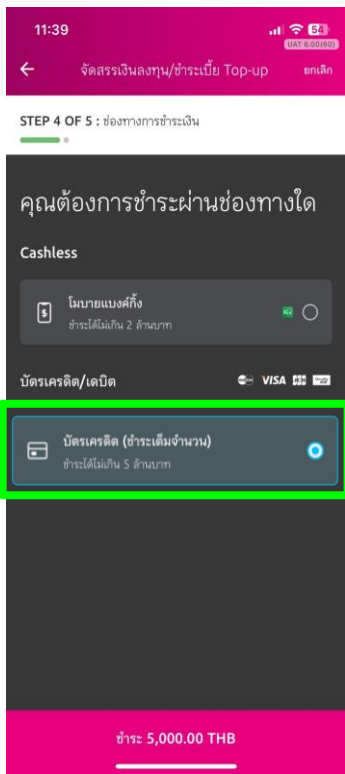 11:39
54
UAT 6.00(60)
จัดสรรเงินลงทุน/ชำระเบี้ย Top-up
ยกเลิก
STEP 4 OF 5 : ช่องทางการชำระเงิน
คุณต้องการชำระผ่านช่องทางใด
Cashless
โมบายแบงค์กิ้ง
ชำระได้ไม่เกิน 2 ล้านบาท
บัตรเครดิต/เดบิต
VISA
บัตรเครดิต (ชำระเต็มจำนวน)
ชำระได้ไม่เกิน 5 ล้านบาท
ชำระ 5,000.00 THB